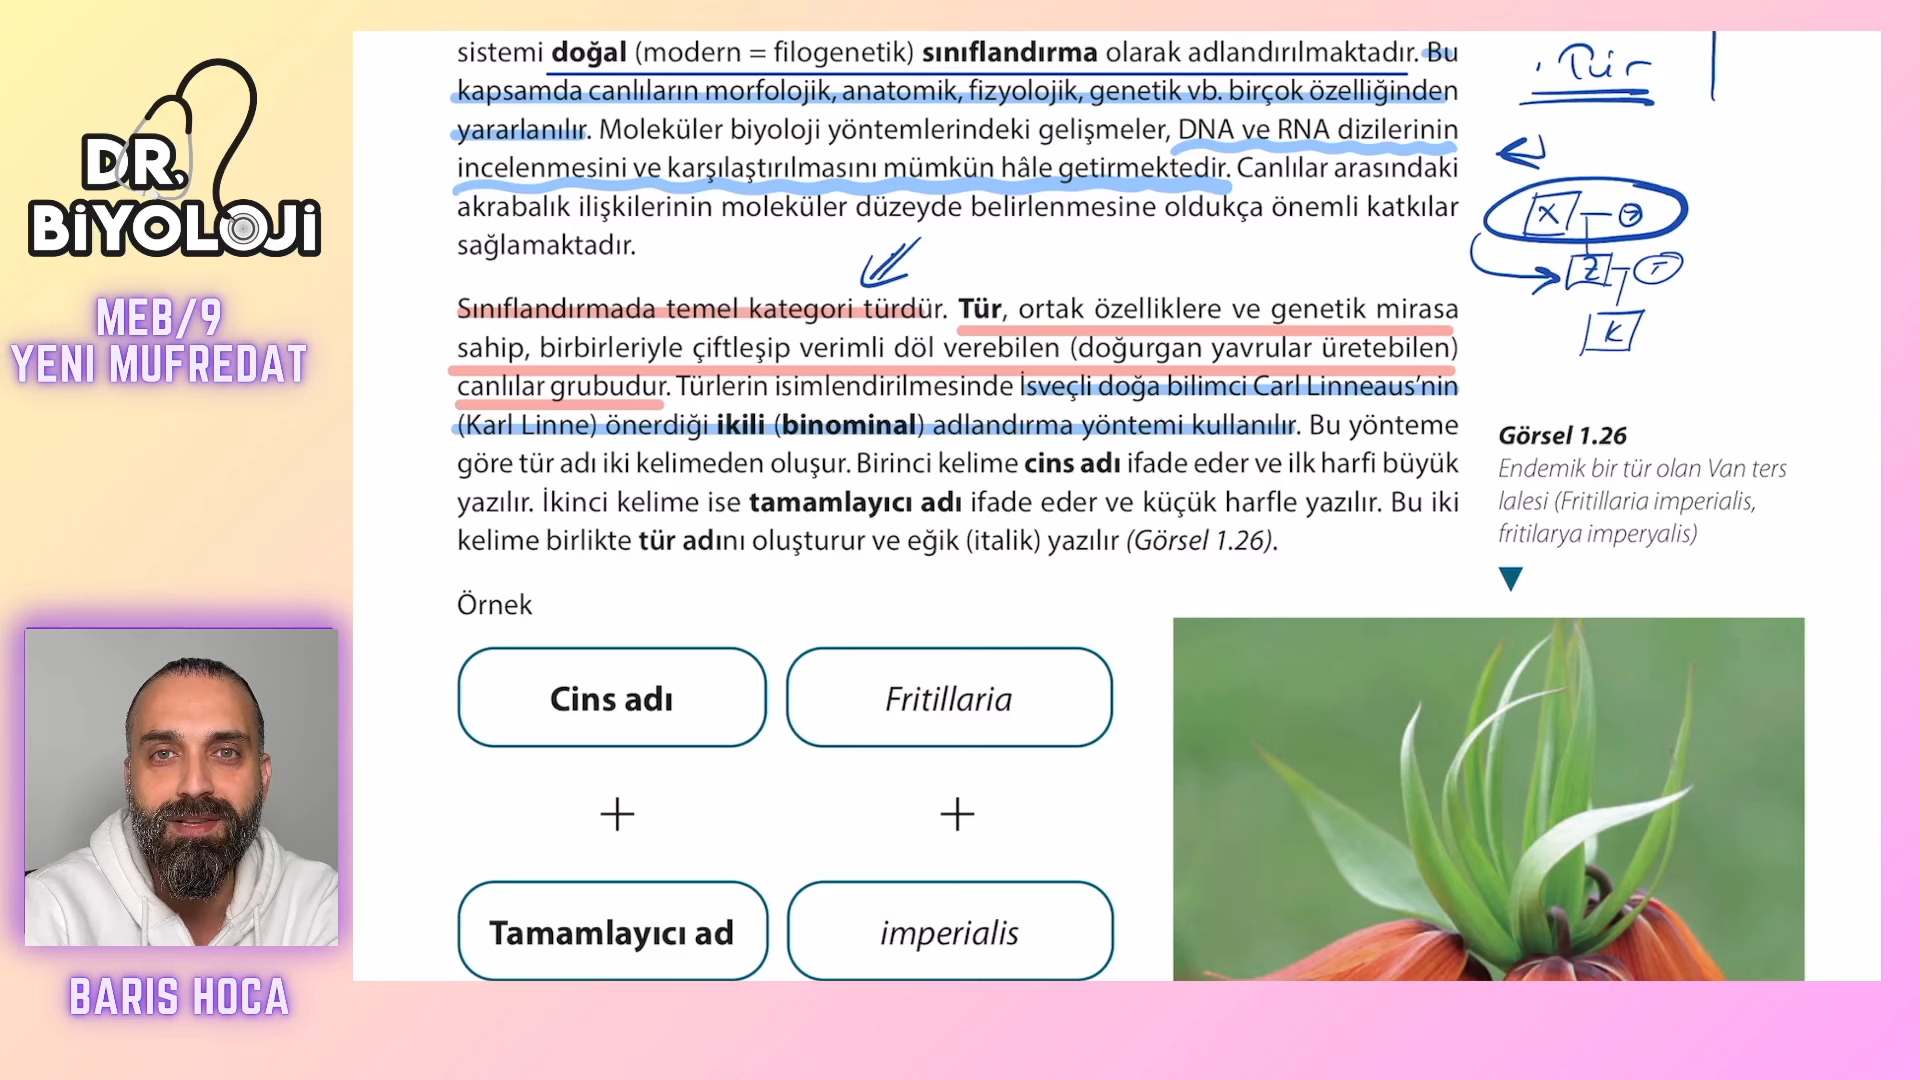 DR.
BİYOLOJİ
MEB/9
YENİ MUFREDAT
BARIS HOCA
sistemi doğal (modern = filogenetik) sınıflandırma olarak adlandırılmaktadır. Bu
kapsamda canlıların morfolojik, anatomik, fizyolojik, genetik vb. birçok özelliğinden
yararlanılır. Moleküler biyoloji yöntemlerindeki gelişmeler, DNA ve RNA dizilerinin
incelenmesini ve karşılaştırılmasını mümkün hâle getirmektedir. Canlılar arasındaki
akrabalık ilişkilerinin moleküler düzeyde belirlenmesine oldukça önemli katkılar
sağlamaktadır.
Sınıflandırmada temel kategori türdür. Tür, ortak özelliklere ve genetik mirasa
sahip, birbirleriyle çiftleşip verimli döl verebilen (doğurgan yavrular üretebilen)
canlılar grubudur. Türlerin isimlendirilmesinde İsveçli doğa bilimci Carl Linneaus’nin
(Karl Linne) önerdiği ikili (binominal) adlandırma yöntemi kullanılır. Bu yönteme
göre tür adı iki kelimeden oluşur. Birinci kelime cins adı ifade eder ve ilk harfi büyük
yazılır. İkinci kelime ise tamamlayıcı adı ifade eder ve küçük harfle yazılır. Bu iki
kelime birlikte tür adını oluşturur ve eğik (italik) yazılır (Görsel 1.26).
Örnek
Cins adı
Fritillaria
+
+
Tamamlayıcı ad
imperialis
Tür
X
Z
K
Görsel 1.26
Endemik bir tür olan Van ters
lalesi (Fritillaria imperialis,
fritilarya imperyalis)